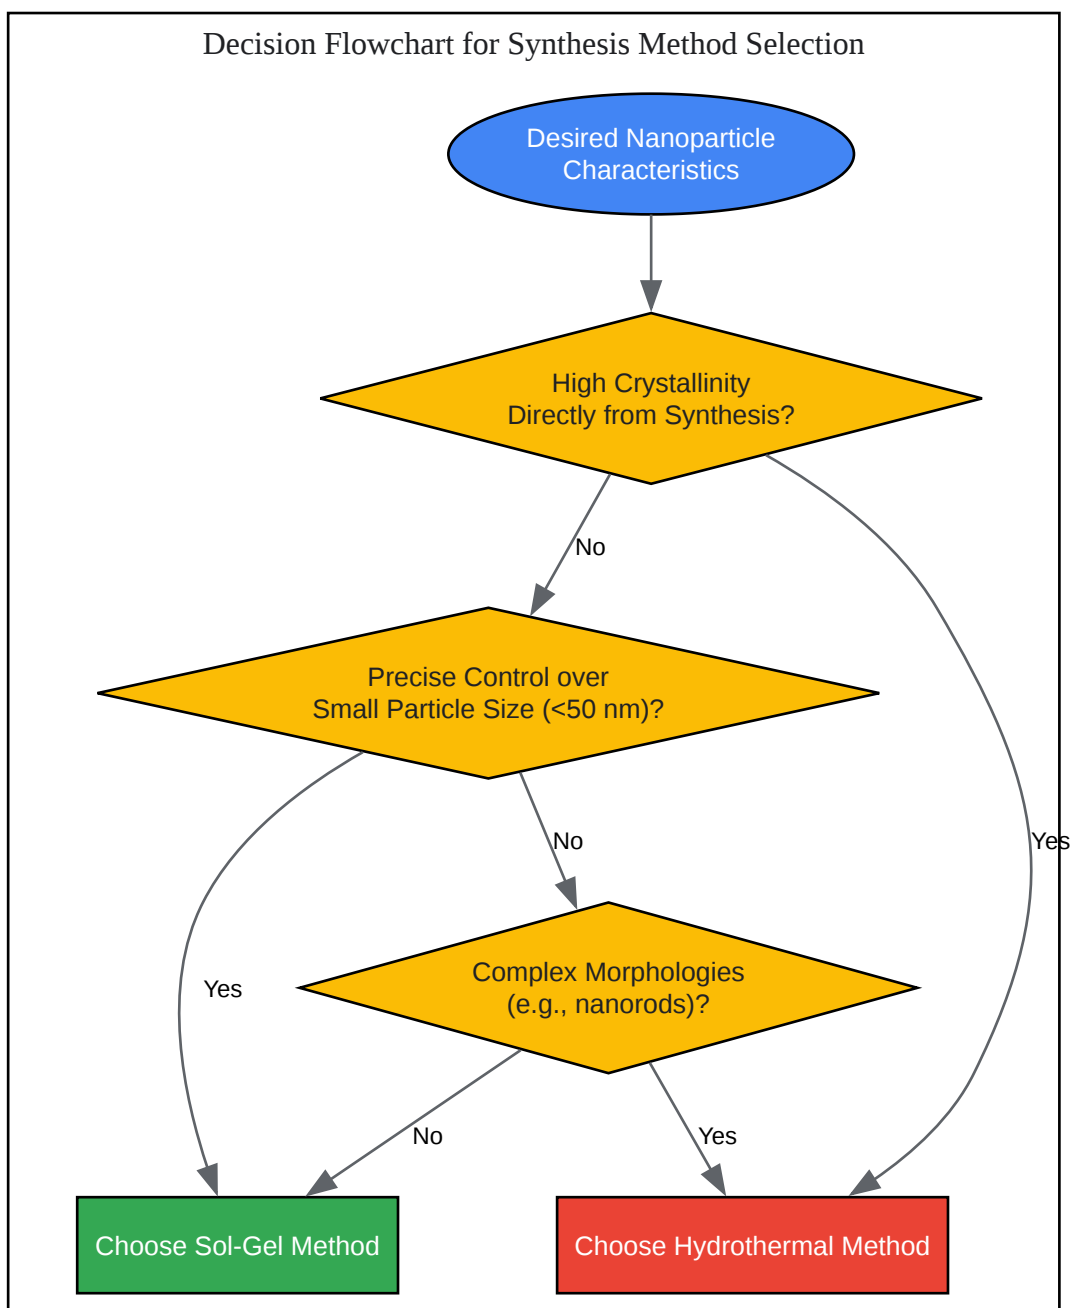 Decision Flowchart for Synthesis Method Selection
Desired Nanoparticle
Characteristics
High Crystallinity
Directly from Synthesis?
No
Precise Control over
Small Particle Size (<50 nm)?
No
Yes
Complex Morphologies
(e.g., nanorods)?
Yes
No
Yes
Choose Sol-Gel Method
Choose Hydrothermal Method